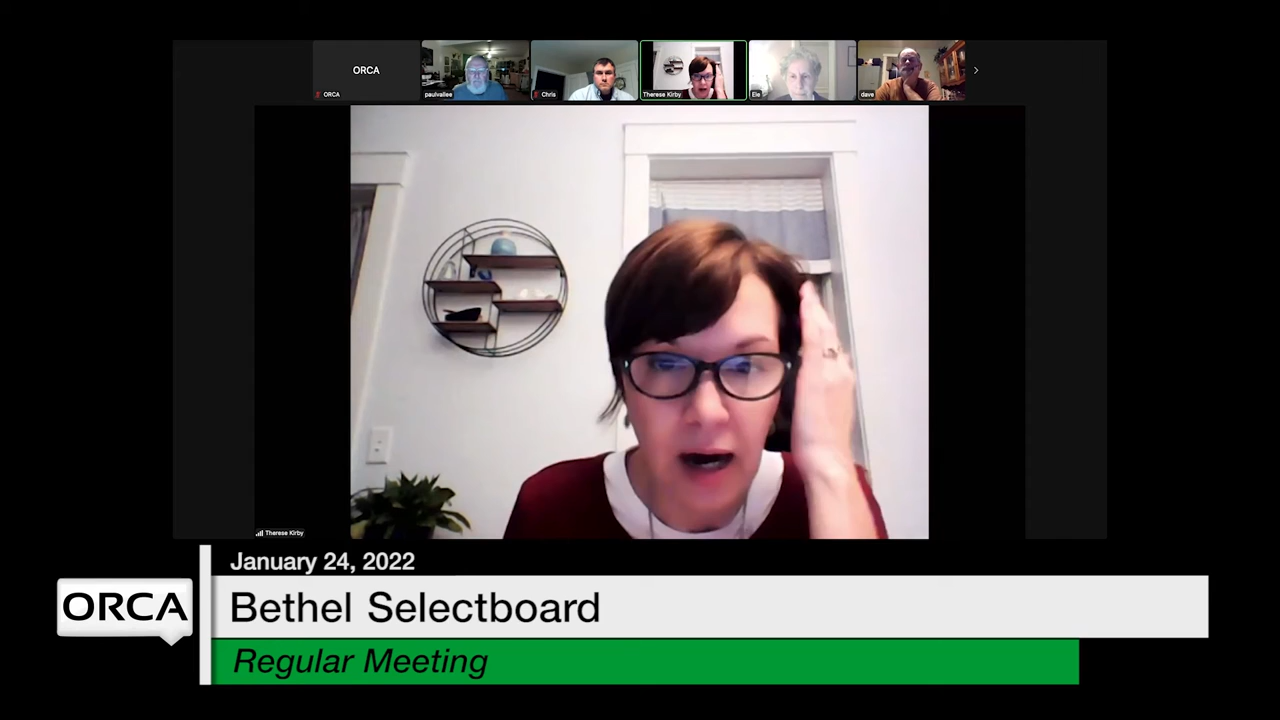 ORCA
ORCA
paulvallee
Chris
Therese Kirby
Ele
dave
Therese Kirby
January 24, 2022
ORCA
Bethel Selectboard
Regular Meeting